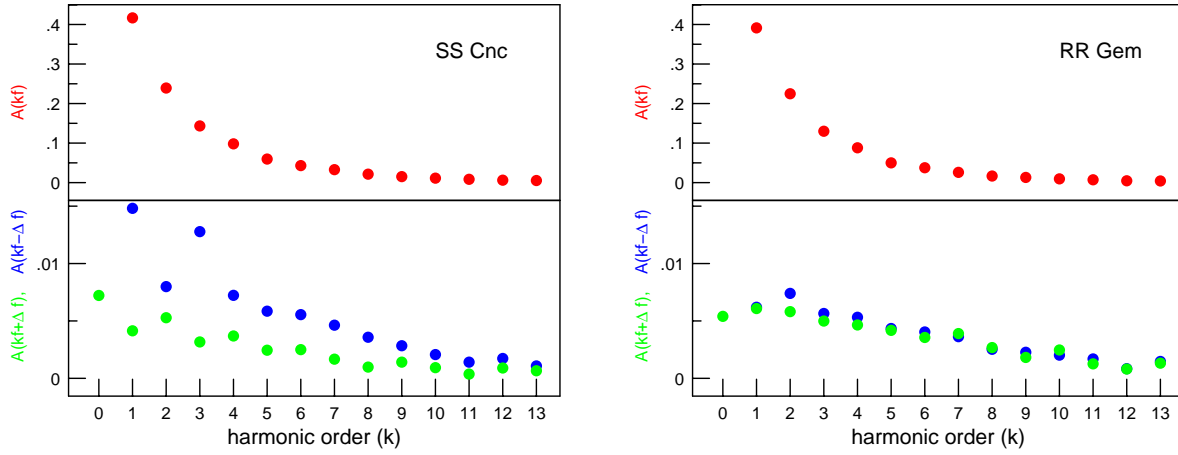 SS Cnc
A(kf)
.4
.3
.2
.1
0
A(kf+Δ f), A(kf−Δ f)
.01
0
0 1 2 3 4 5 6 7 8 9 10 11 12 13
harmonic order (k)
RR Gem
A(kf)
.4
.3
.2
.1
0
A(kf+Δ f), A(kf−Δ f)
.01
0
0 1 2 3 4 5 6 7 8 9 10 11 12 13
harmonic order (k)